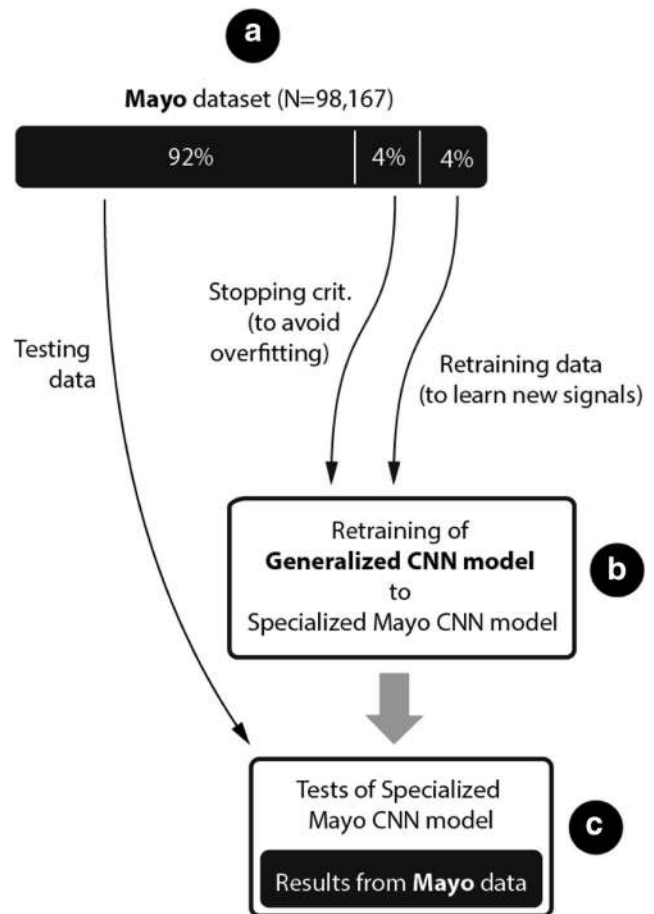 a
Mayo dataset (N=98,167)
92% 4% 4%
Stopping crit.
(to avoid
overfitting)
Testing
data
Retraining data
(to learn new signals)
Retraining of
Generalized CNN model
to
Specialized Mayo CNN model
b
Tests of Specialized
Mayo CNN model
c
Results from Mayo data